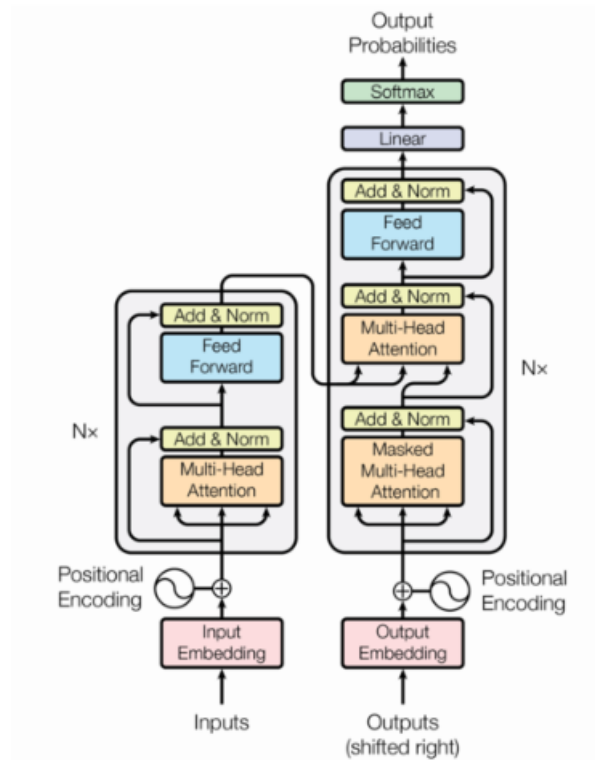 Output
Probabilities
Softmax
Linear
Add & Norm
Feed
Forward
Add & Norm
Multi-Head
Attention
Add & Norm
Masked
Multi-Head
Attention
N×
Positional
Encoding
Output
Embedding
Outputs
(shifted right)
Add & Norm
Feed
Forward
Add & Norm
Multi-Head
Attention
N×
Positional
Encoding
Input
Embedding
Inputs